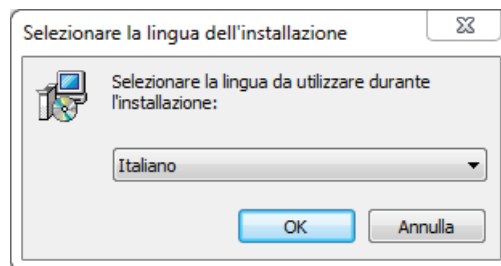 Selezionare la lingua dell'installazione
Selezionare la lingua da utilizzare durante
l'installazione:
Italiano
OK
Annulla